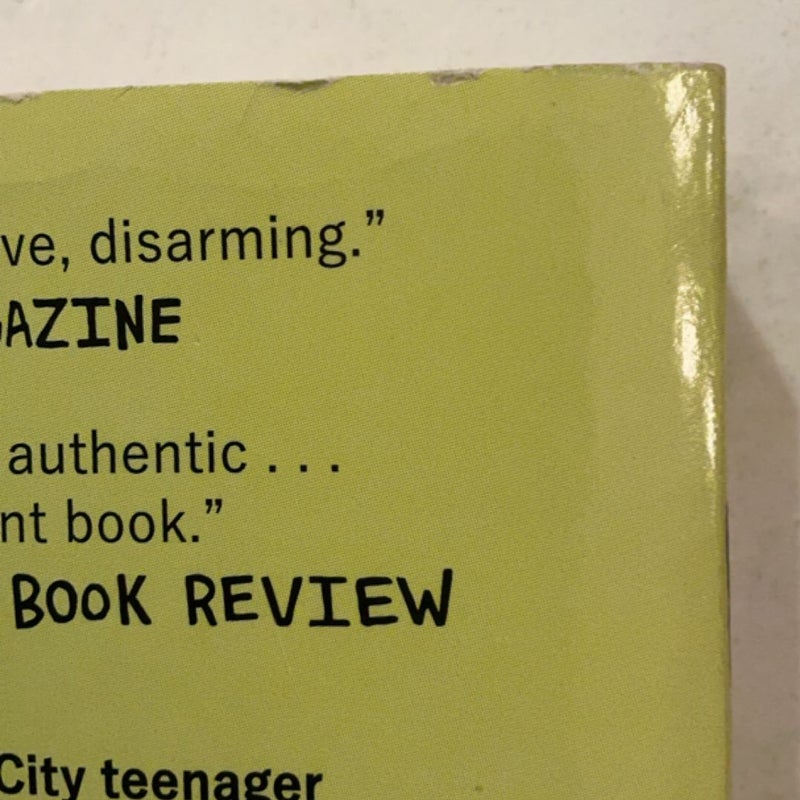 ve, disarming.”
AZINE
authentic . . .
nt book.”
BOOK REVIEW
City teenager